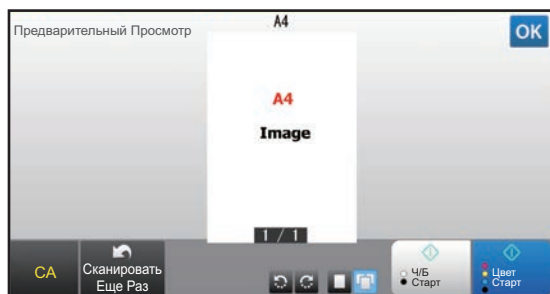 A4
Предварительный Просмотр
OK
A4
Image
1 / 1
CA
Сканировать
Еще Раз
Ч/Б
Старт
Цвет
Старт